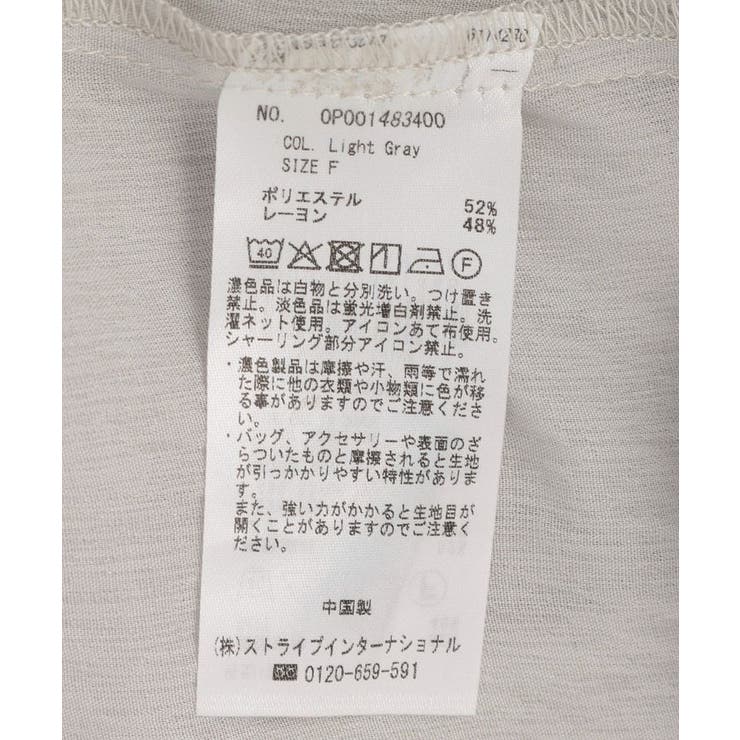 NO. 0P001483400
COL. Light Gray
SIZE F
ポリエステル 52%
レーヨン 48%
40
F
濃色品は白物と分別洗い。つけ置き
禁止。淡色品は蛍光増白剤禁止。洗
濯ネット使用。アイロンあて布使用。
シャーリング部分アイロン禁止。
・濃色製品は摩擦や汗、雨等で濡れ
た際に他の衣類や小物類に色が移
る事がありますのでご注意くださ
い。
・バッグ、アクセサリーや表面のざ
らついたものと摩擦されると生地
が引っかかりやすい特性がありま
す。
また、強い力がかかると生地目が
開くことがありますのでご注意く
ださい。
中国製
(株)ストライプインターナショナル
0120-659-591